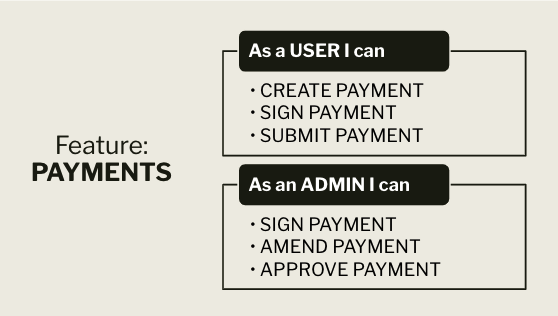 Feature:
PAYMENTS
As a USER I can
• CREATE PAYMENT
• SIGN PAYMENT
• SUBMIT PAYMENT
As an ADMIN I can
• SIGN PAYMENT
• AMEND PAYMENT
• APPROVE PAYMENT